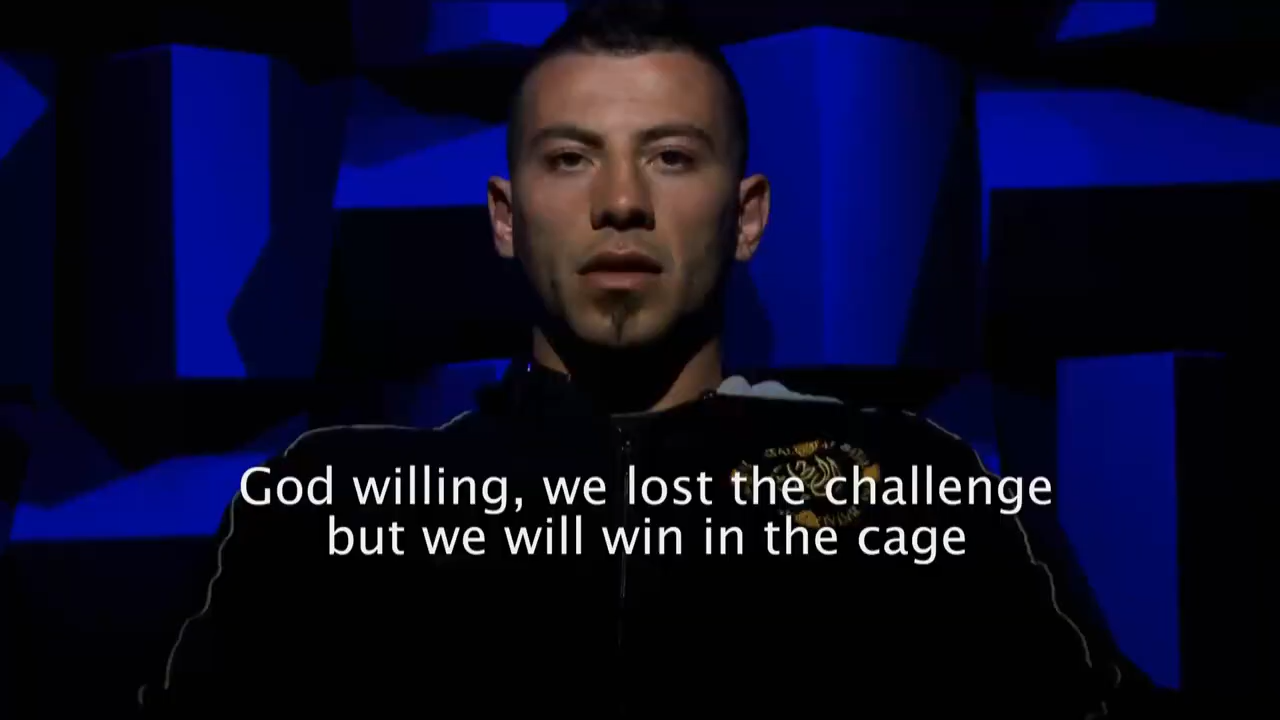 God willing, we lost the challenge
but we will win in the cage